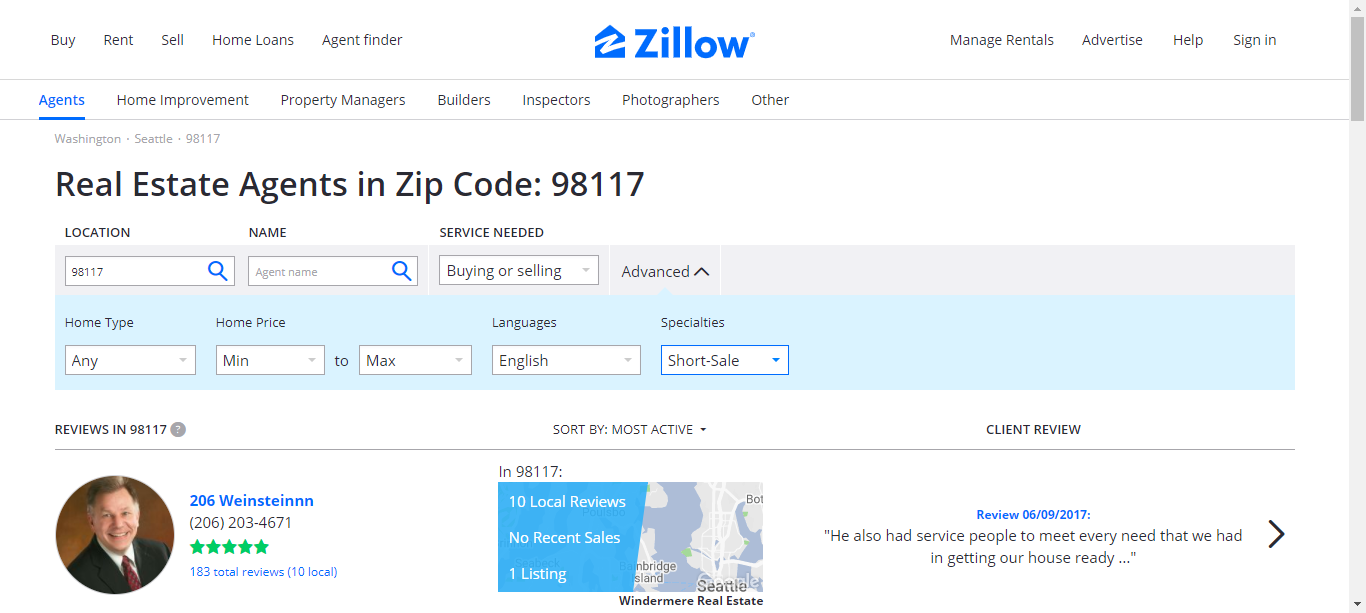 Buy Rent Sell Home Loans Agent finder Zillow Manage Rentals Advertise Help Sign in
Agents Home Improvement Property Managers Builders Inspectors Photographers Other
Washington · Seattle · 98117
Real Estate Agents in Zip Code: 98117
LOCATION NAME SERVICE NEEDED
98117 Agent name Buying or selling Advanced
Home Type Home Price Languages Specialties
Any Min to Max English Short-Sale
REVIEWS IN 98117 ? SORT BY: MOST ACTIVE CLIENT REVIEW
In 98117:
206 Weinsteinnn
(206) 203-4671
183 total reviews (10 local)
10 Local Reviews
No Recent Sales
1 Listing
Bot
Bainbridge
Island
Seattle
Windermere Real Estate
Review 06/09/2017:
"He also had service people to meet every need that we had
in getting our house ready ..."